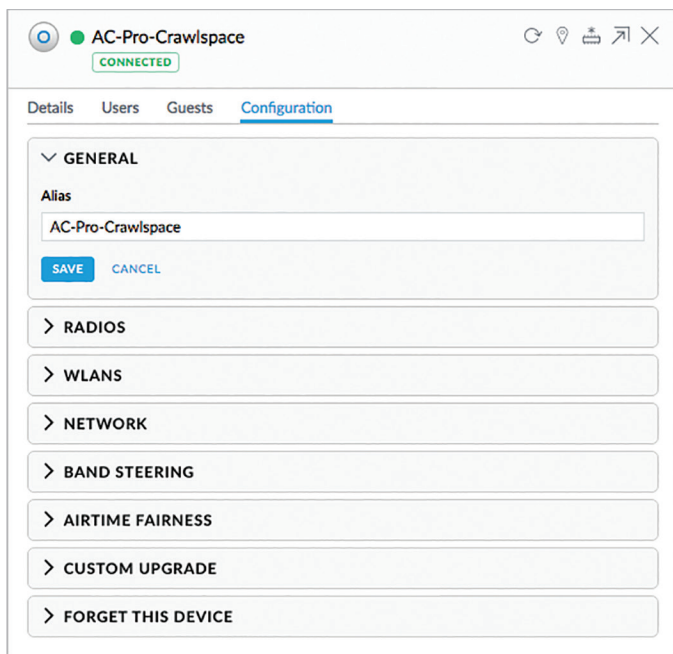 AC-Pro-Crawlspace
CONNECTED
Details Users Guests Configuration
GENERAL
Alias
AC-Pro-Crawlspace
SAVE CANCEL
RADIOS
WLANS
NETWORK
BAND STEERING
AIRTIME FAIRNESS
CUSTOM UPGRADE
FORGET THIS DEVICE